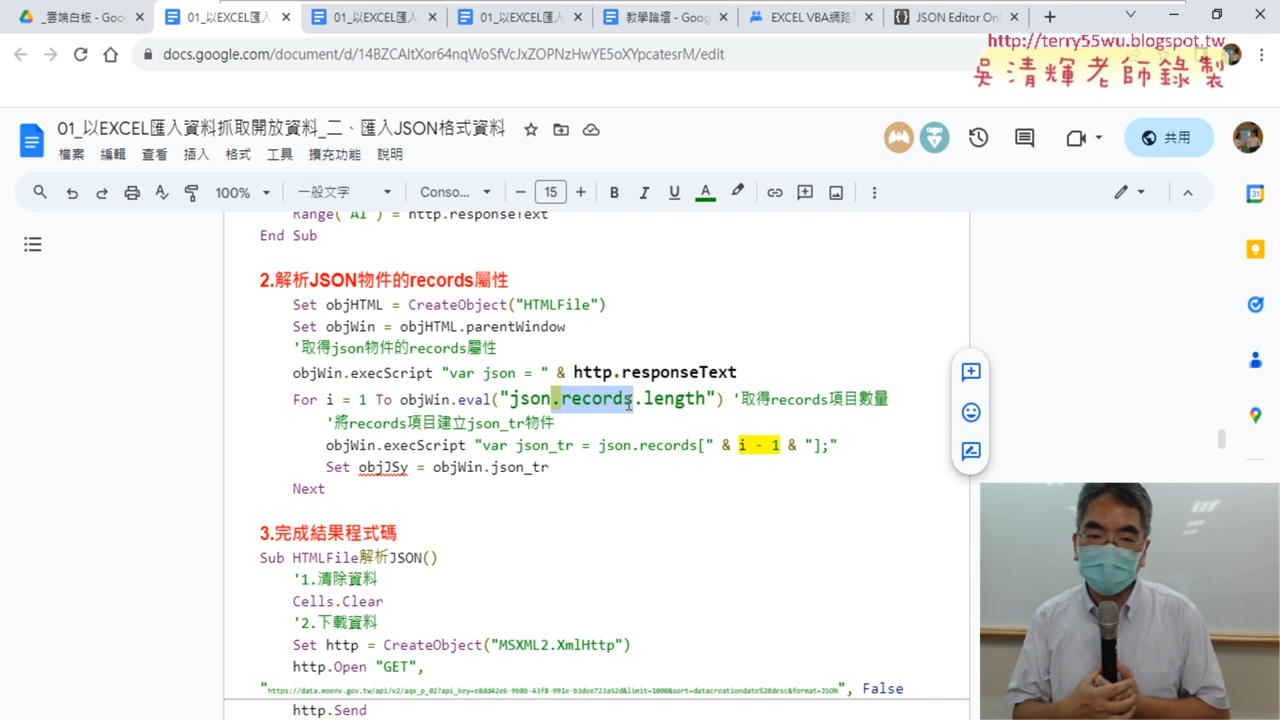 _雲端白板 - Goo
01_以EXCEL匯入
01_以EXCEL匯入
01_以EXCEL匯入
教學論壇 - Goog
EXCEL VBA網路
JSON Editor Onl
docs.google.com/document/d/14BZCAltXor64nqWoSfVcJxZOPNzHwYE5oXYpcatesrM/edit
http://terry55wu.blogspot.tw
吳清輝老師錄製
01_以EXCEL匯入資料抓取開放資料_二、匯入JSON格式資料
共用
檔案 編輯 查看 插入 格式 工具 擴充功能 說明
100% 一般文字 Conso... 15 B I U A
Range("A1") = http.responseText
End Sub
2.解析JSON物件的records屬性
Set objHTML = CreateObject("HTMLFile")
Set objWin = objHTML.parentWindow
'取得json物件的records屬性
objWin.execScript "var json = " & http.responseText
For i = 1 To objWin.eval("json.records.length") '取得records項目數量
'將records項目建立json_tr物件
objWin.execScript "var json_tr = json.records[" & i - 1 & "];"
Set objJSy = objWin.json_tr
Next
3.完成結果程式碼
Sub HTMLFile解析JSON()
'1.清除資料
Cells.Clear
'2.下載資料
Set http = CreateObject("MSXML2.XmlHttp")
http.Open "GET",
"https://data.moenv.gov.tw/api/v2/aqx_p_02?api_key=e8dd42e6-9b8b-43f8-991e-b3dee723a52d&limit=1000&sort=datacreationdate%20desc&format=JSON", False
http.Send